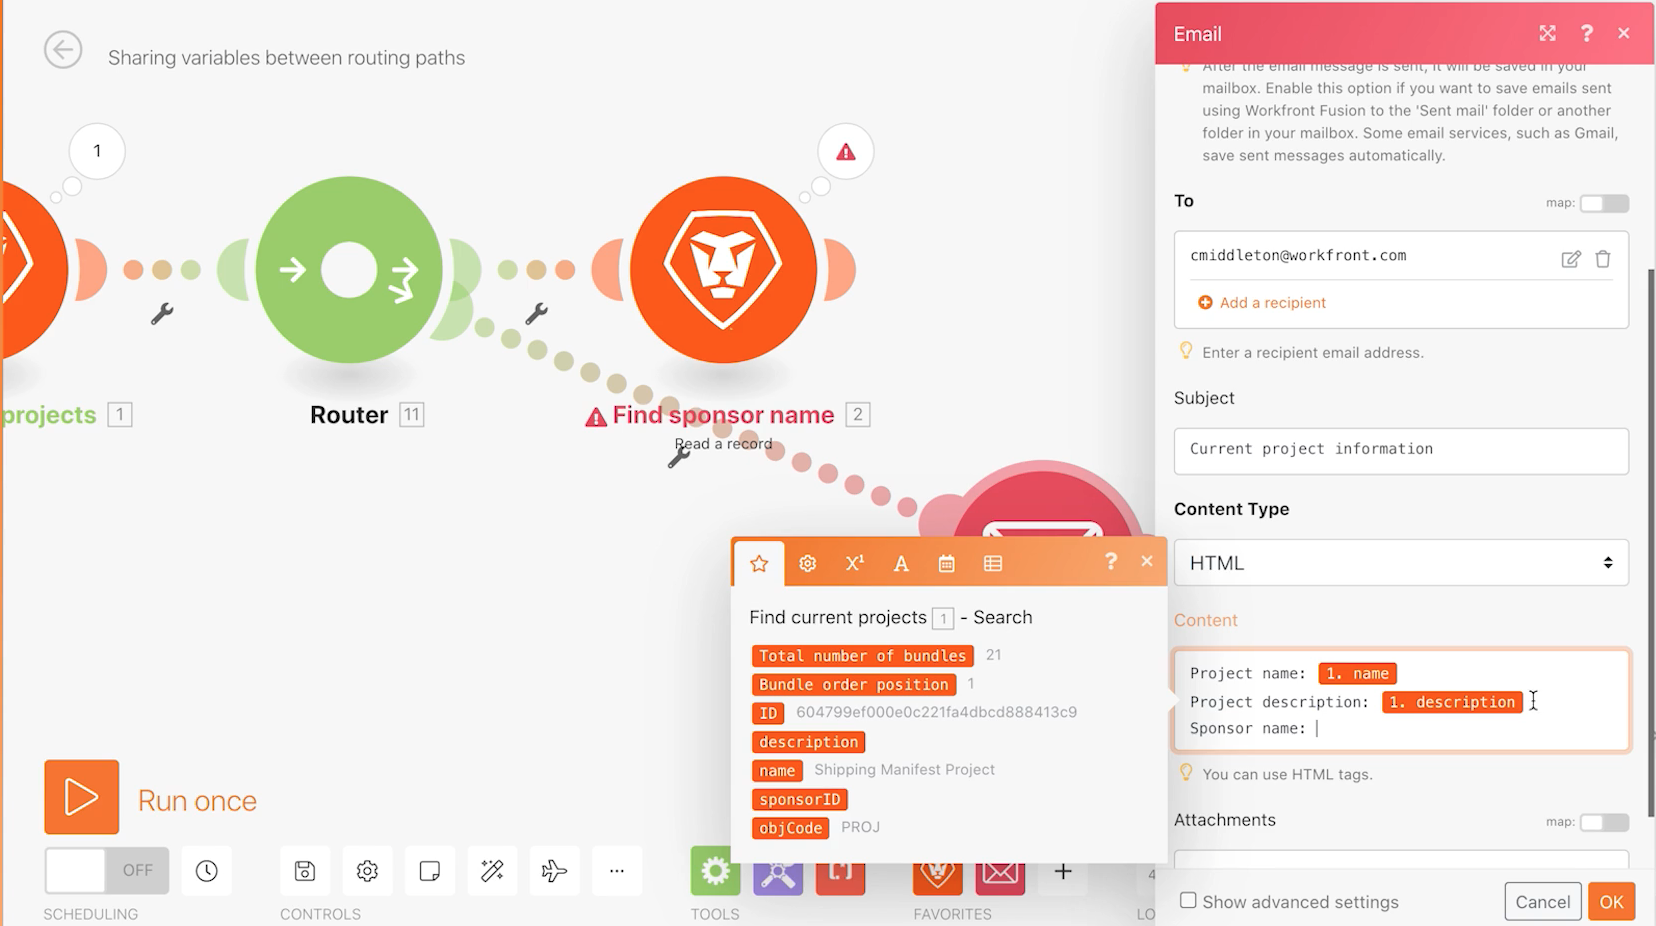 Sharing variables between routing paths
1
projects 1
Router 11
Find sponsor name 2
Read a record
Run once
OFF
SCHEDULING
CONTROLS
TOOLS
FAVORITES
LO
Find current projects 1 - Search
Total number of bundles 21
Bundle order position 1
ID 604799ef000e0c221fa4dbcd888413c9
description
name Shipping Manifest Project
sponsorID
objCode PROJ
Email
After the email message is sent, it will be saved in your
mailbox. Enable this option if you want to save emails sent
using Workfront Fusion to the 'Sent mail' folder or another
folder in your mailbox. Some email services, such as Gmail,
save sent messages automatically.
To
map:
cmiddleton@workfront.com
Add a recipient
Enter a recipient email address.
Subject
Current project information
Content Type
HTML
Content
Project name: 1. name
Project description: 1. description
Sponsor name:
You can use HTML tags.
Attachments
map:
Show advanced settings
Cancel
OK